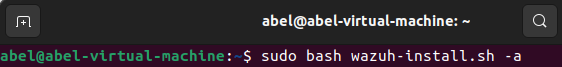 abel@abel-virtual-machine: ~
abel@abel-virtual-machine:~$ sudo bash wazuh-install.sh -a